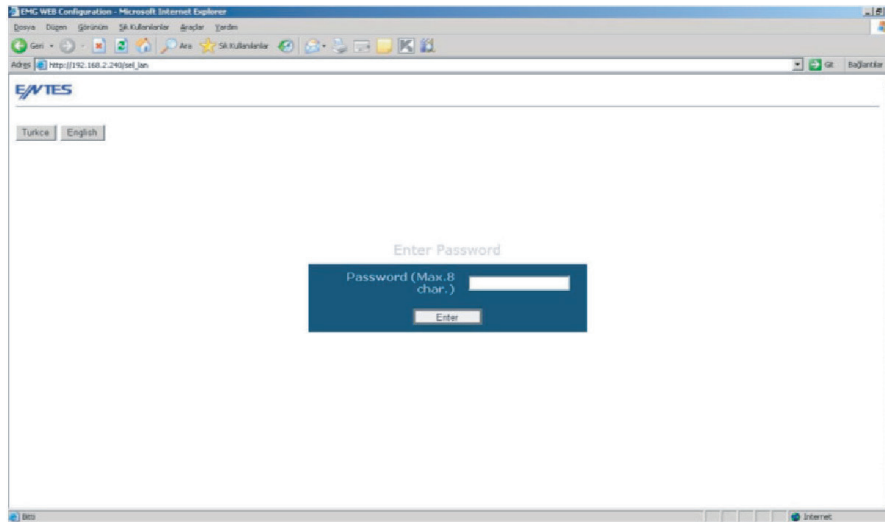 EMG WEB Configuration - Microsoft Internet Explorer
Dosya Düzen Görünüm Sık Kullanılanlar Araçlar Yardım
Geri Ara Sık Kullanılanlar
Adres http://192.168.2.240/sel_lan Git Bağlantılar
ENTES
Turkce English
Enter Password
Password (Max.8
char.)
Enter
Bitti Internet